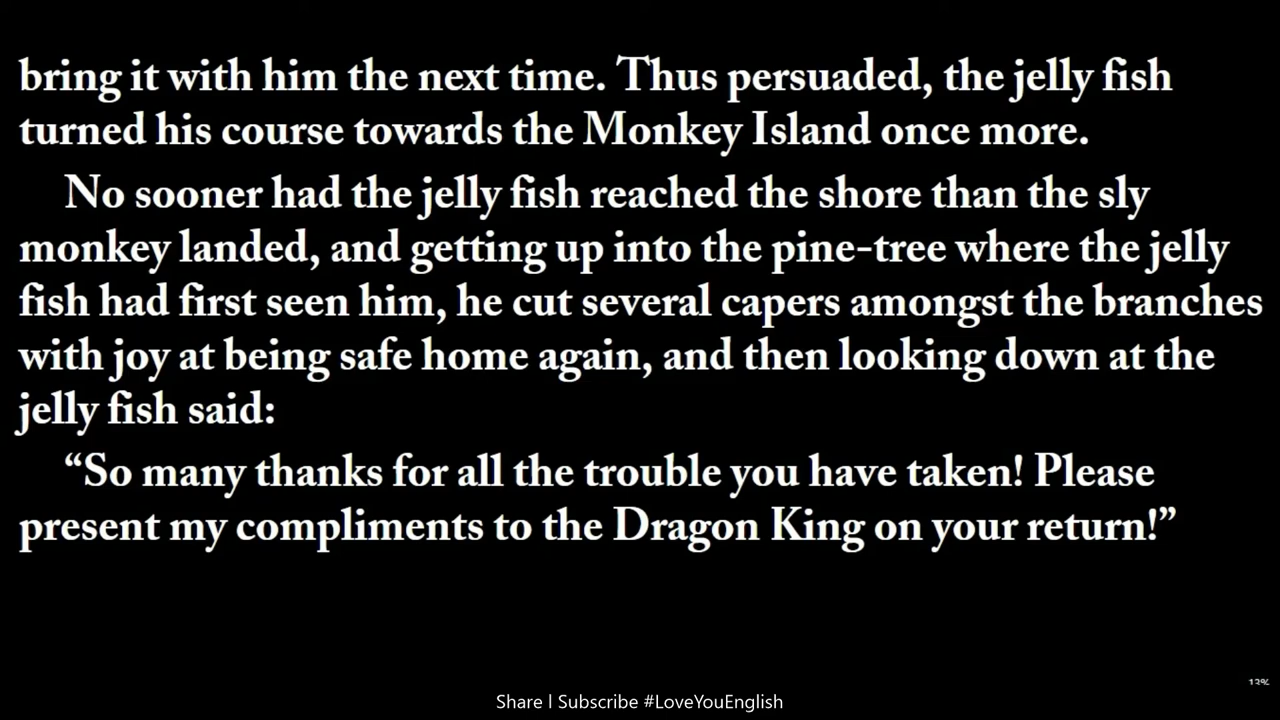 bring it with him the next time. Thus persuaded, the jelly fish
turned his course towards the Monkey Island once more.
No sooner had the jelly fish reached the shore than the sly
monkey landed, and getting up into the pine-tree where the jelly
fish had first seen him, he cut several capers amongst the branches
with joy at being safe home again, and then looking down at the
jelly fish said:
“So many thanks for all the trouble you have taken! Please
present my compliments to the Dragon King on your return!”
13%
Share | Subscribe #LoveYouEnglish